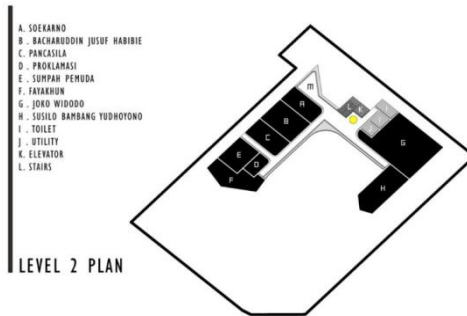 A. SOEKARNO
B . BACHARUDDIN JUSUF HABIBIE
C. PANCASILA
D . PROKLAMASI
E . SUMPAH PEMUDA
F. FAYAKHUN
G . JOKO WIDODO
H . SUSILO BAMBANG YUDHOYONO
I . TOILET
J . UTILITY
K. ELEVATOR
L. STAIRS
LEVEL 2 PLAN
M
A
B
C
D
E
F
L
K
G
H